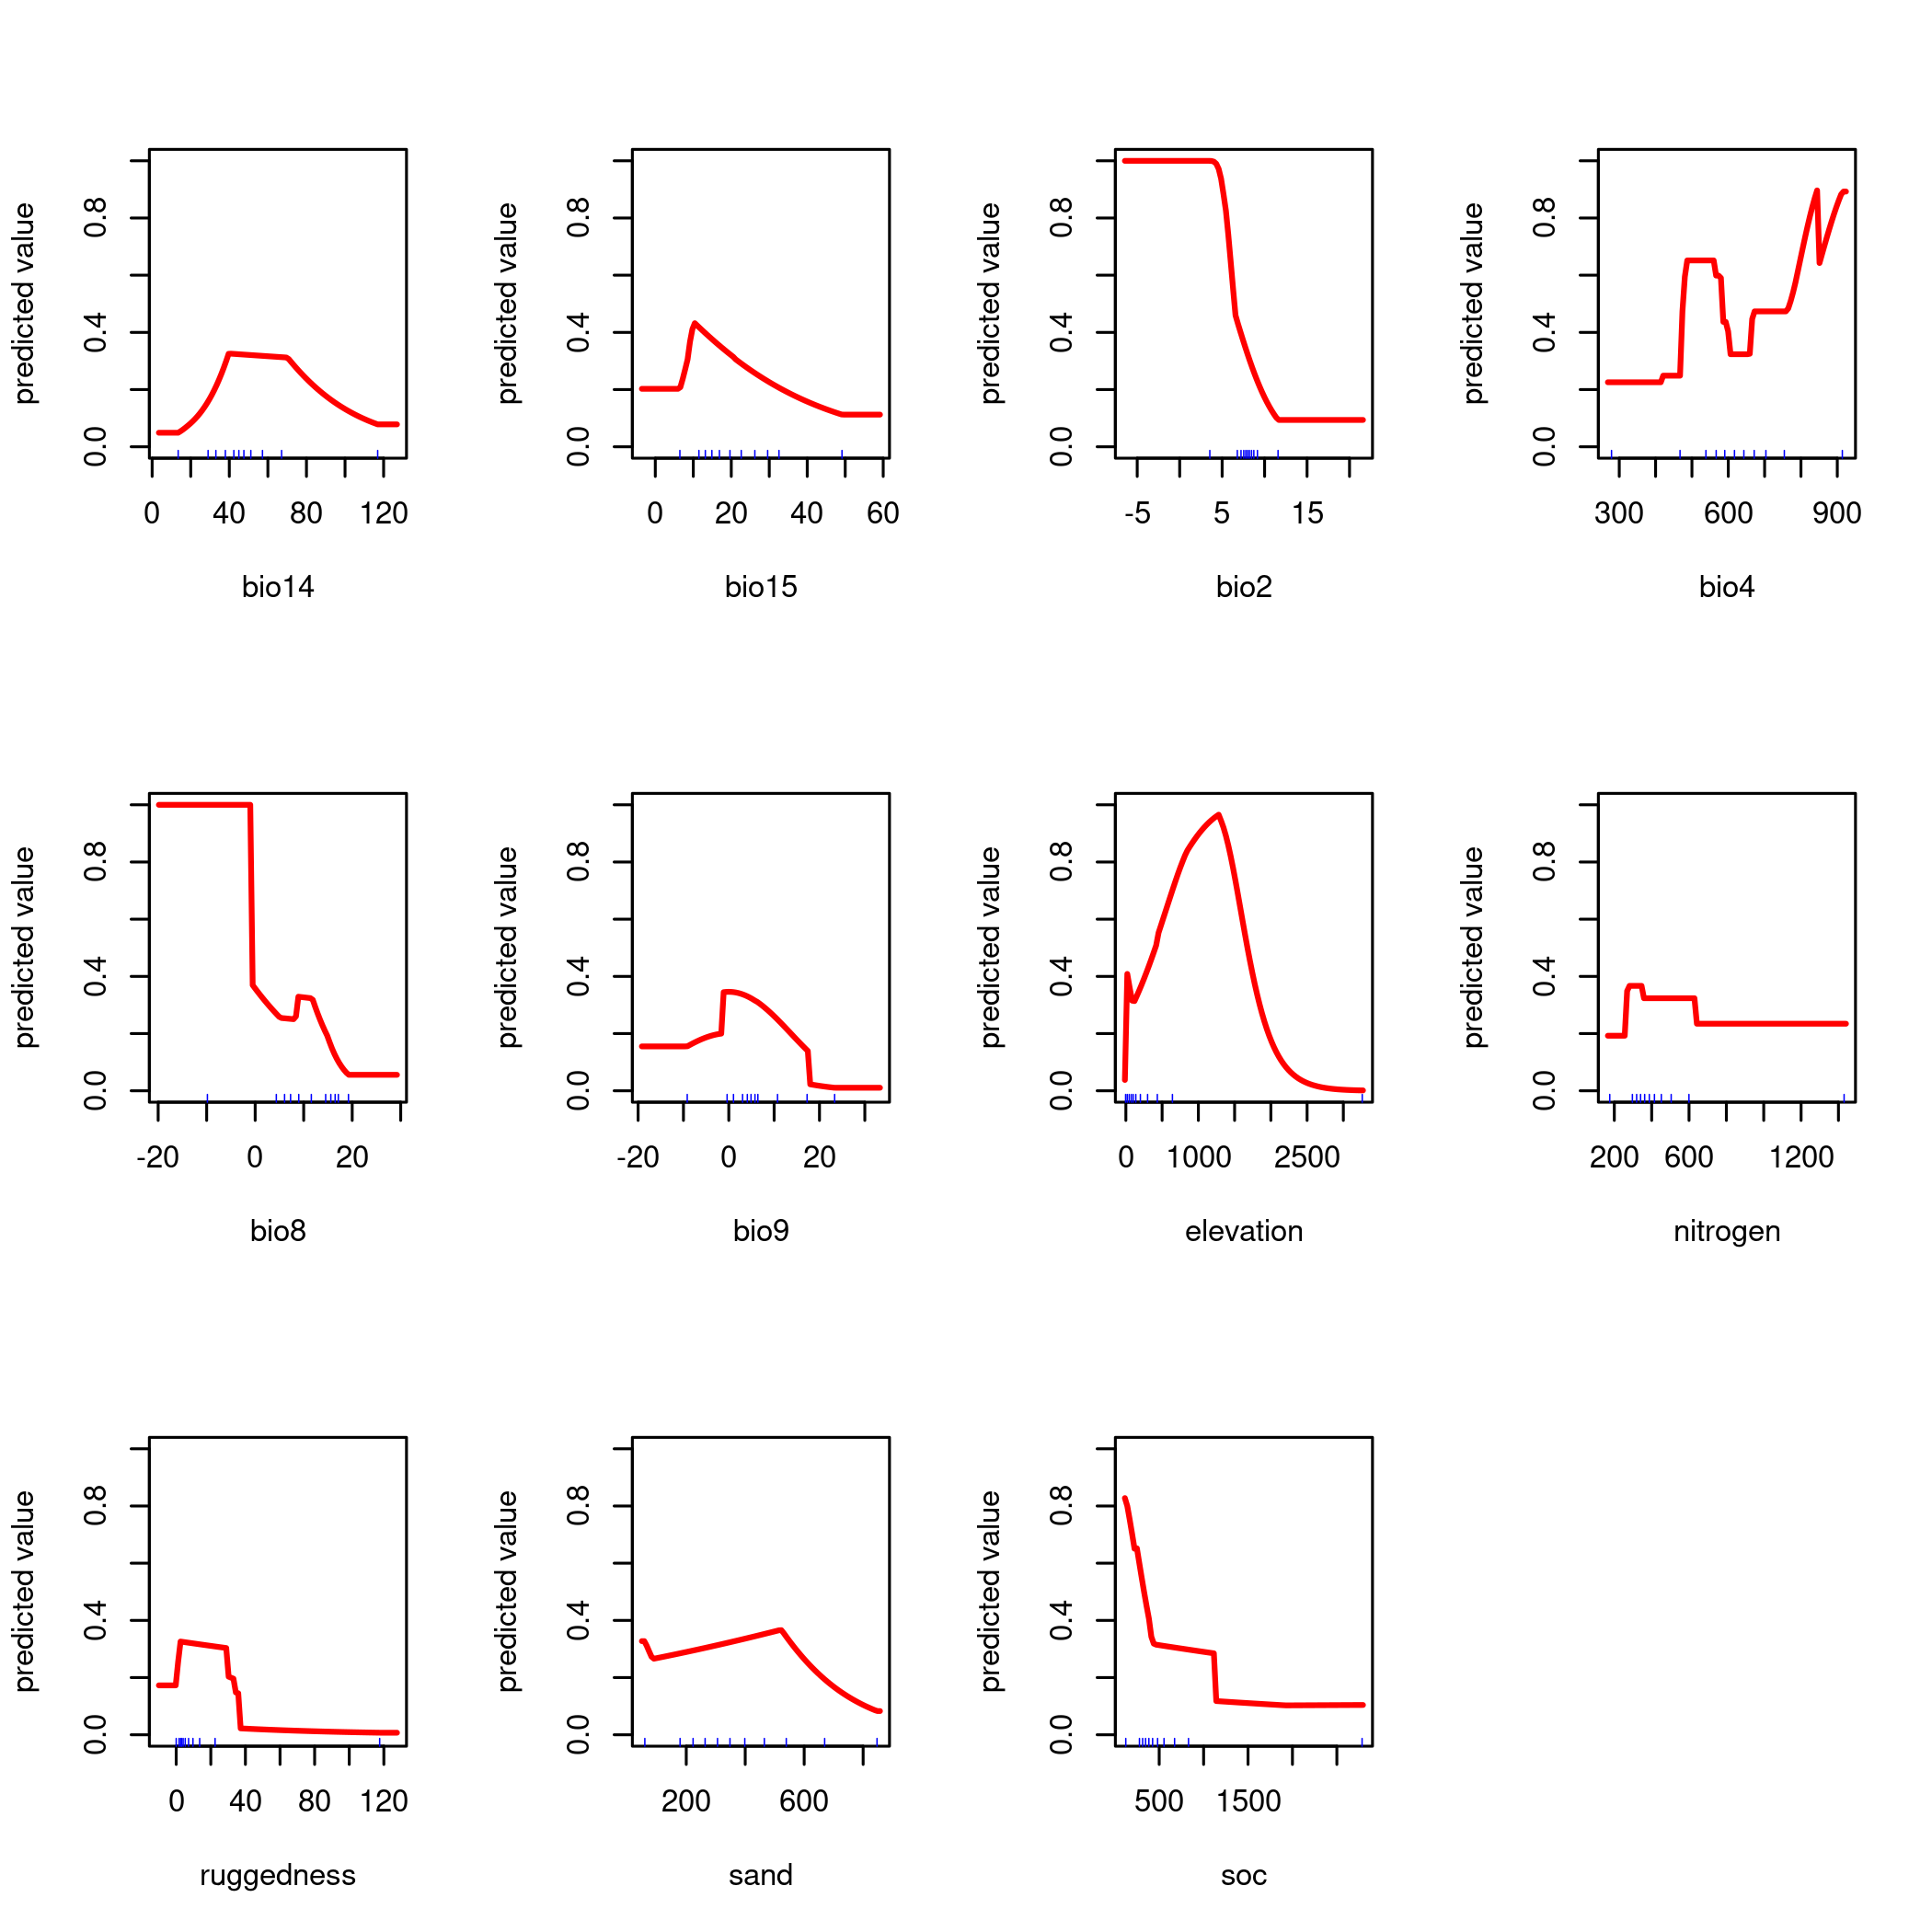 predicted value
0.0 0.4 0.8
0 40 80 120
bio14
predicted value
0.0 0.4 0.8
0 20 40 60
bio15
predicted value
0.0 0.4 0.8
-5 5 15
bio2
predicted value
0.0 0.4 0.8
300 600 900
bio4
predicted value
0.0 0.4 0.8
-20 0 20
bio8
predicted value
0.0 0.4 0.8
-20 0 20
bio9
predicted value
0.0 0.4 0.8
0 1000 2500
elevation
predicted value
0.0 0.4 0.8
200 600 1200
nitrogen
predicted value
0.0 0.4 0.8
0 40 80 120
ruggedness
predicted value
0.0 0.4 0.8
200 600
sand
predicted value
0.0 0.4 0.8
500 1500
soc